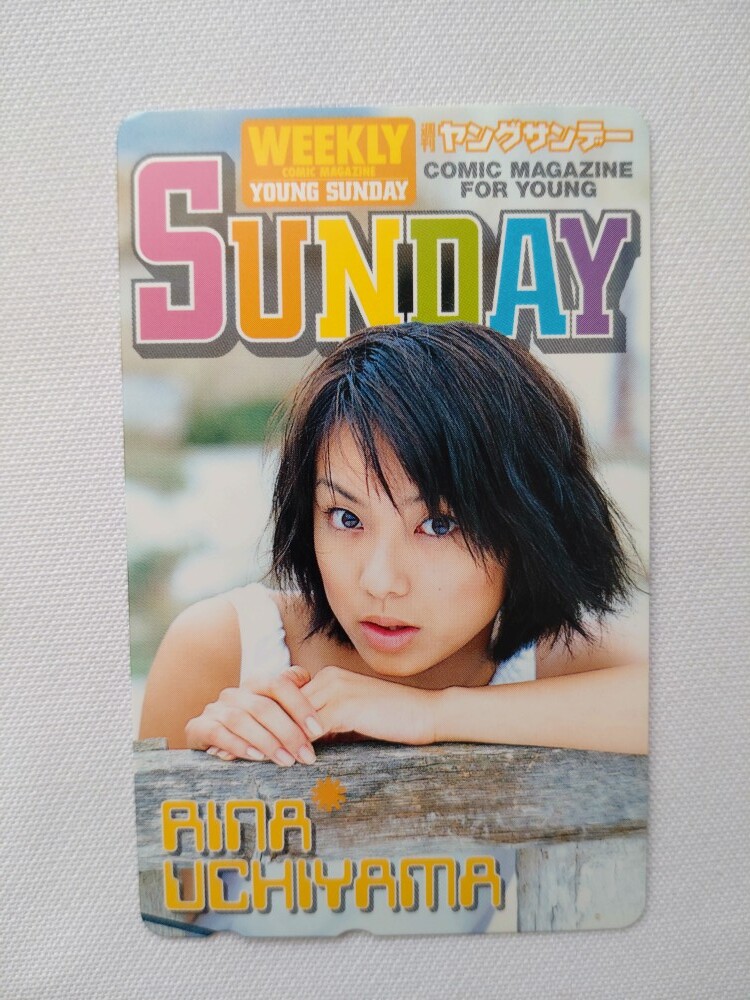 WEEKLY
COMIC MAGAZINE
YOUNG SUNDAY
週刊ヤングサンデー
COMIC MAGAZINE
FOR YOUNG
SUNDAY
RINA
UCHIYAMA